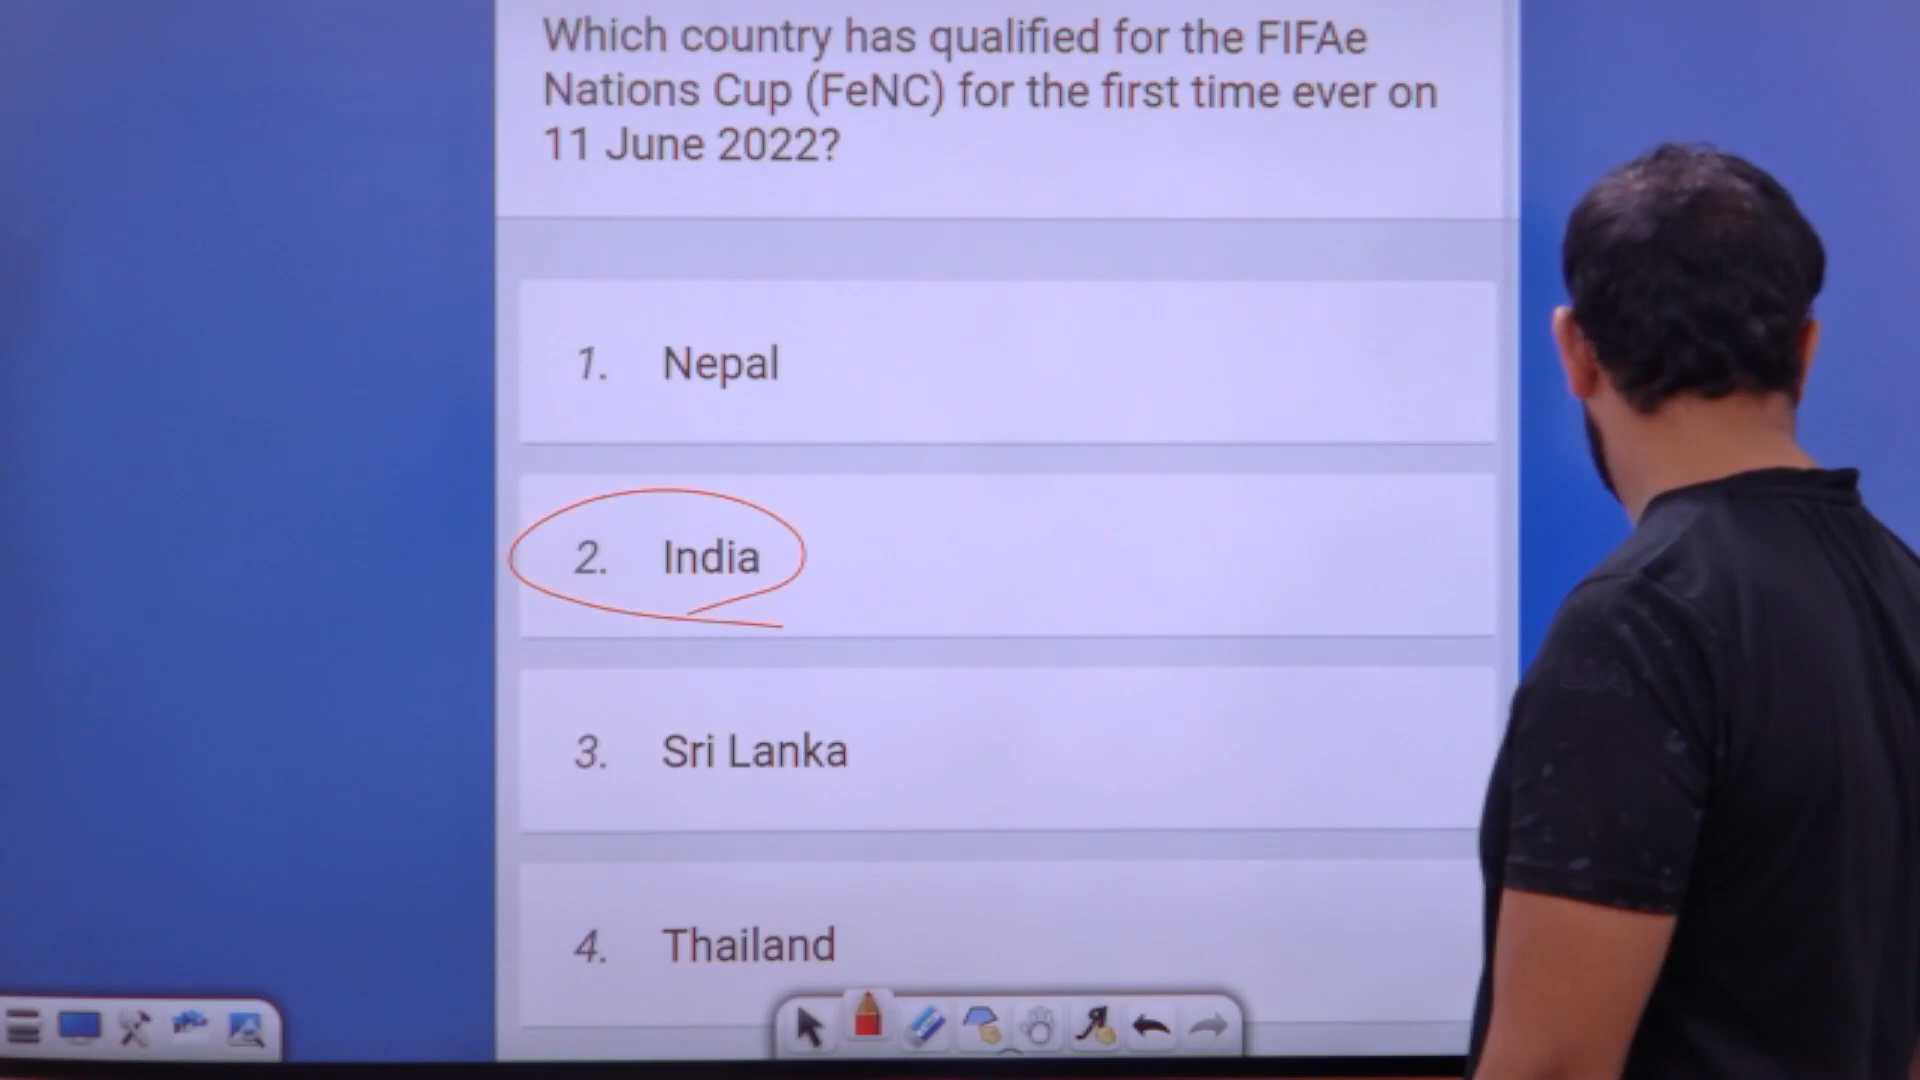 Which country has qualified for the FIFAe
Nations Cup (FeNC) for the first time ever on
11 June 2022?
1. Nepal
2. India
3. Sri Lanka
4. Thailand